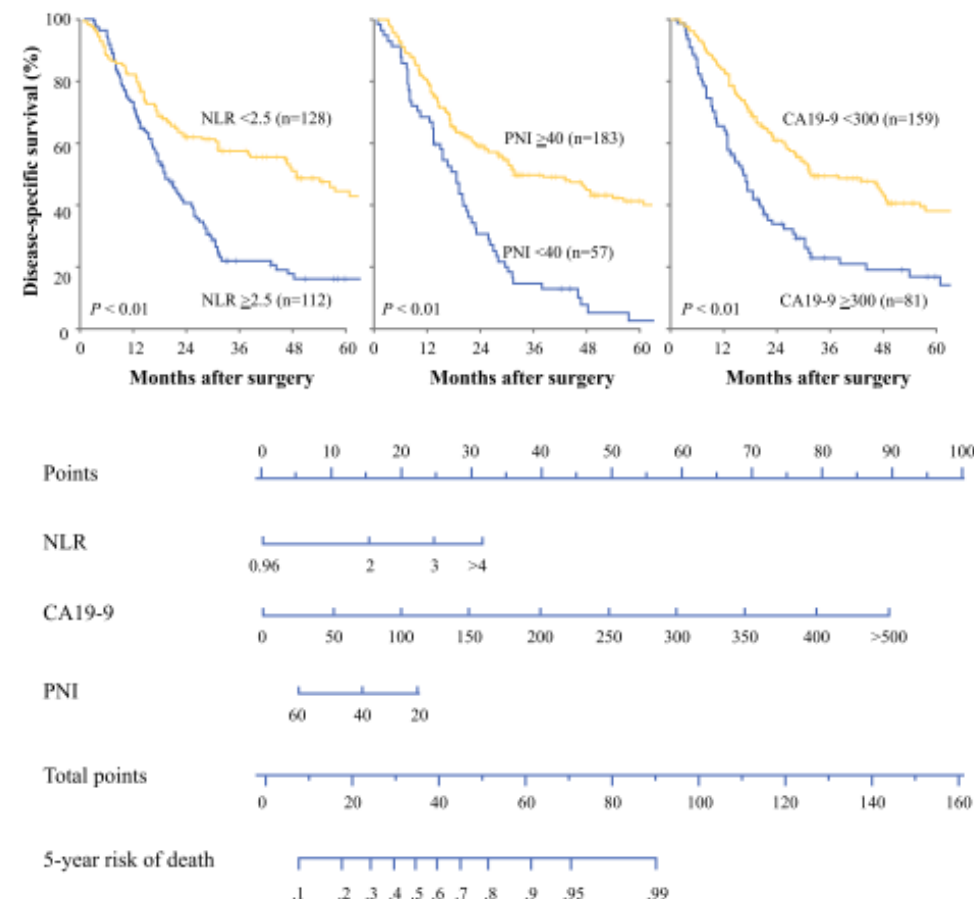 Disease-specific survival (%)
100
80
60
40
20
0
NLR <2.5 (n=128)
NLR ≥2.5 (n=112)
P < 0.01
0 12 24 36 48 60
Months after surgery
PNI ≥40 (n=183)
PNI <40 (n=57)
P < 0.01
0 12 24 36 48 60
Months after surgery
CA19-9 <300 (n=159)
CA19-9 ≥300 (n=81)
P < 0.01
0 12 24 36 48 60
Months after surgery
Points
0 10 20 30 40 50 60 70 80 90 100
NLR
0.96 2 3 >4
CA19-9
0 50 100 150 200 250 300 350 400 >500
PNI
60 40 20
Total points
0 20 40 60 80 100 120 140 160
5-year risk of death
.1 .2 .3 .4 .5 .6 .7 .8 .9 .95 .99